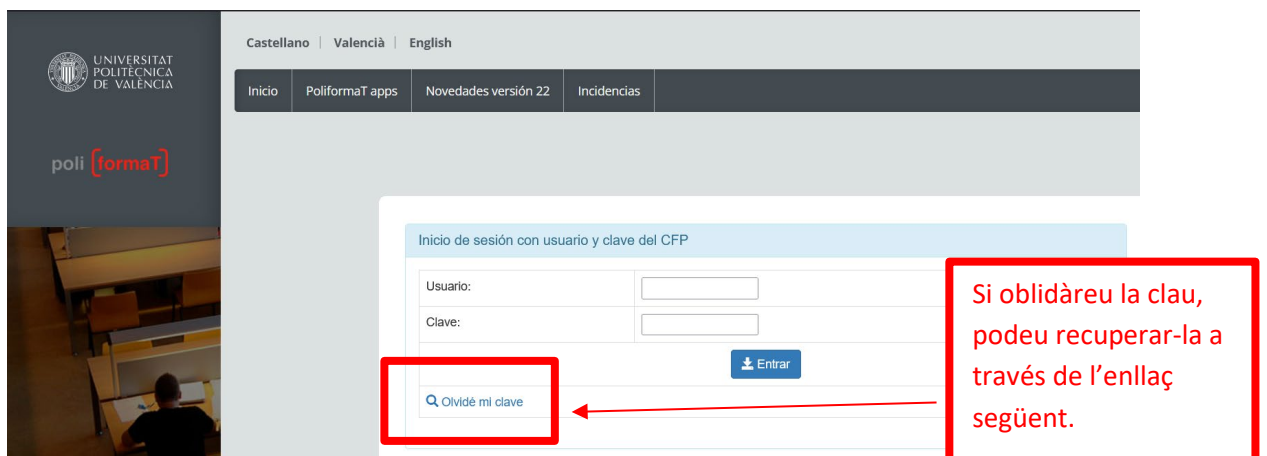 UNIVERSITAT
POLITÈCNICA
DE VALÈNCIA
poli [formaT]
Castellano | Valencià | English
Inicio PoliformaT apps Novedades versión 22 Incidencias
Inicio de sesión con usuario y clave del CFP
Usuario:
Clave:
Entrar
Olvidé mi clave
Si oblidàreu la clau,
podeu recuperar-la a
través de l’enllaç
següent.